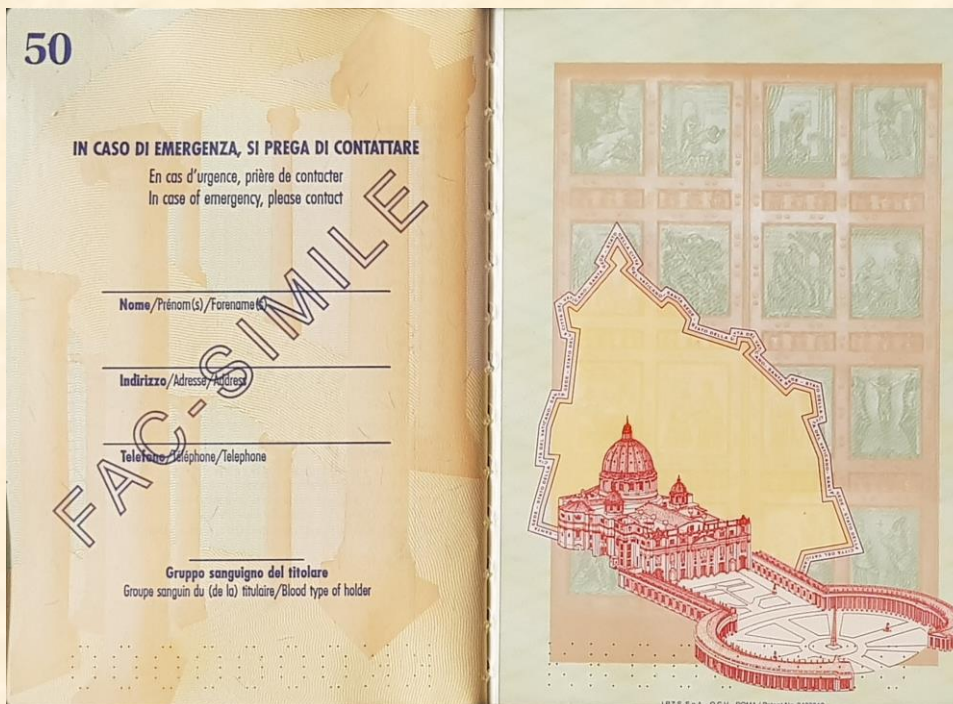 50
IN CASO DI EMERGENZA, SI PREGA DI CONTATTARE
En cas d'urgence, prière de contacter
In case of emergency, please contact
FAC-SIMILE
Nome/Prénom(s)/Forename(s)
Indirizzo/Adresse/Address
Telefono/Téléphone/Telephone
Gruppo sanguigno del titolare
Groupe sanguin du (de la) titulaire/Blood type of holder